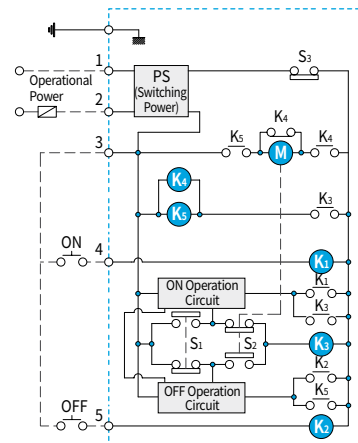 1
PS
(Switching
Power)
S3
Operational
Power
2
K4
3
K5
M
K4
K4
K5
K3
ON
4
K1
ON Operation
Circuit
K1
K3
S1
S2
K3
K2
OFF Operation
Circuit
K5
OFF
5
K2